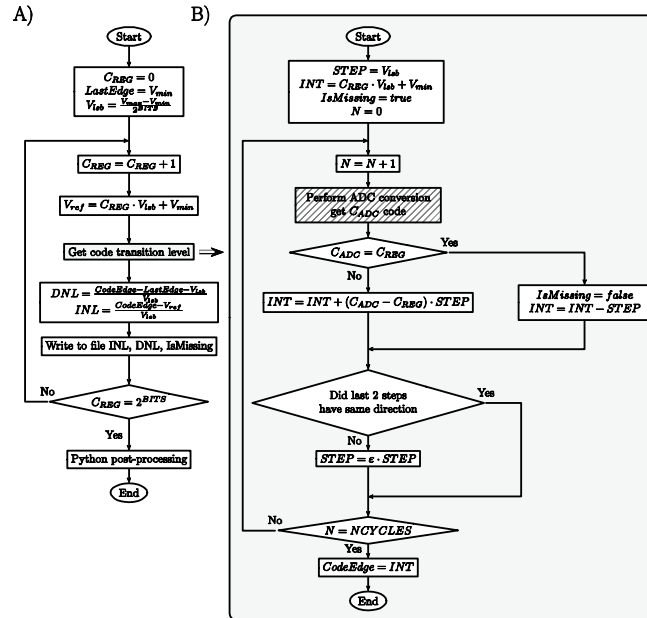 A)
Start
C_REG = 0
LastEdge = V_min
V_lsb = (V_max − V_min) / 2^BITS
C_REG = C_REG + 1
V_ref = C_REG · V_lsb + V_min
Get code transition level
DNL = (CodeEdge − LastEdge − V_lsb) / V_lsb
INL = (CodeEdge − V_ref) / V_lsb
Write to file INL, DNL, IsMissing
No
C_REG = 2^BITS
Yes
Python post-processing
End
B)
Start
STEP = V_lsb
INT = C_REG · V_lsb + V_min
IsMissing = true
N = 0
N = N + 1
Perform ADC conversion
get C_ADC code
C_ADC = C_REG
Yes
No
INT = INT + (C_ADC − C_REG) · STEP
IsMissing = false
INT = INT − STEP
Did last 2 steps
have same direction
Yes
No
STEP = ε · STEP
No
N = NCYCLES
Yes
CodeEdge = INT
End